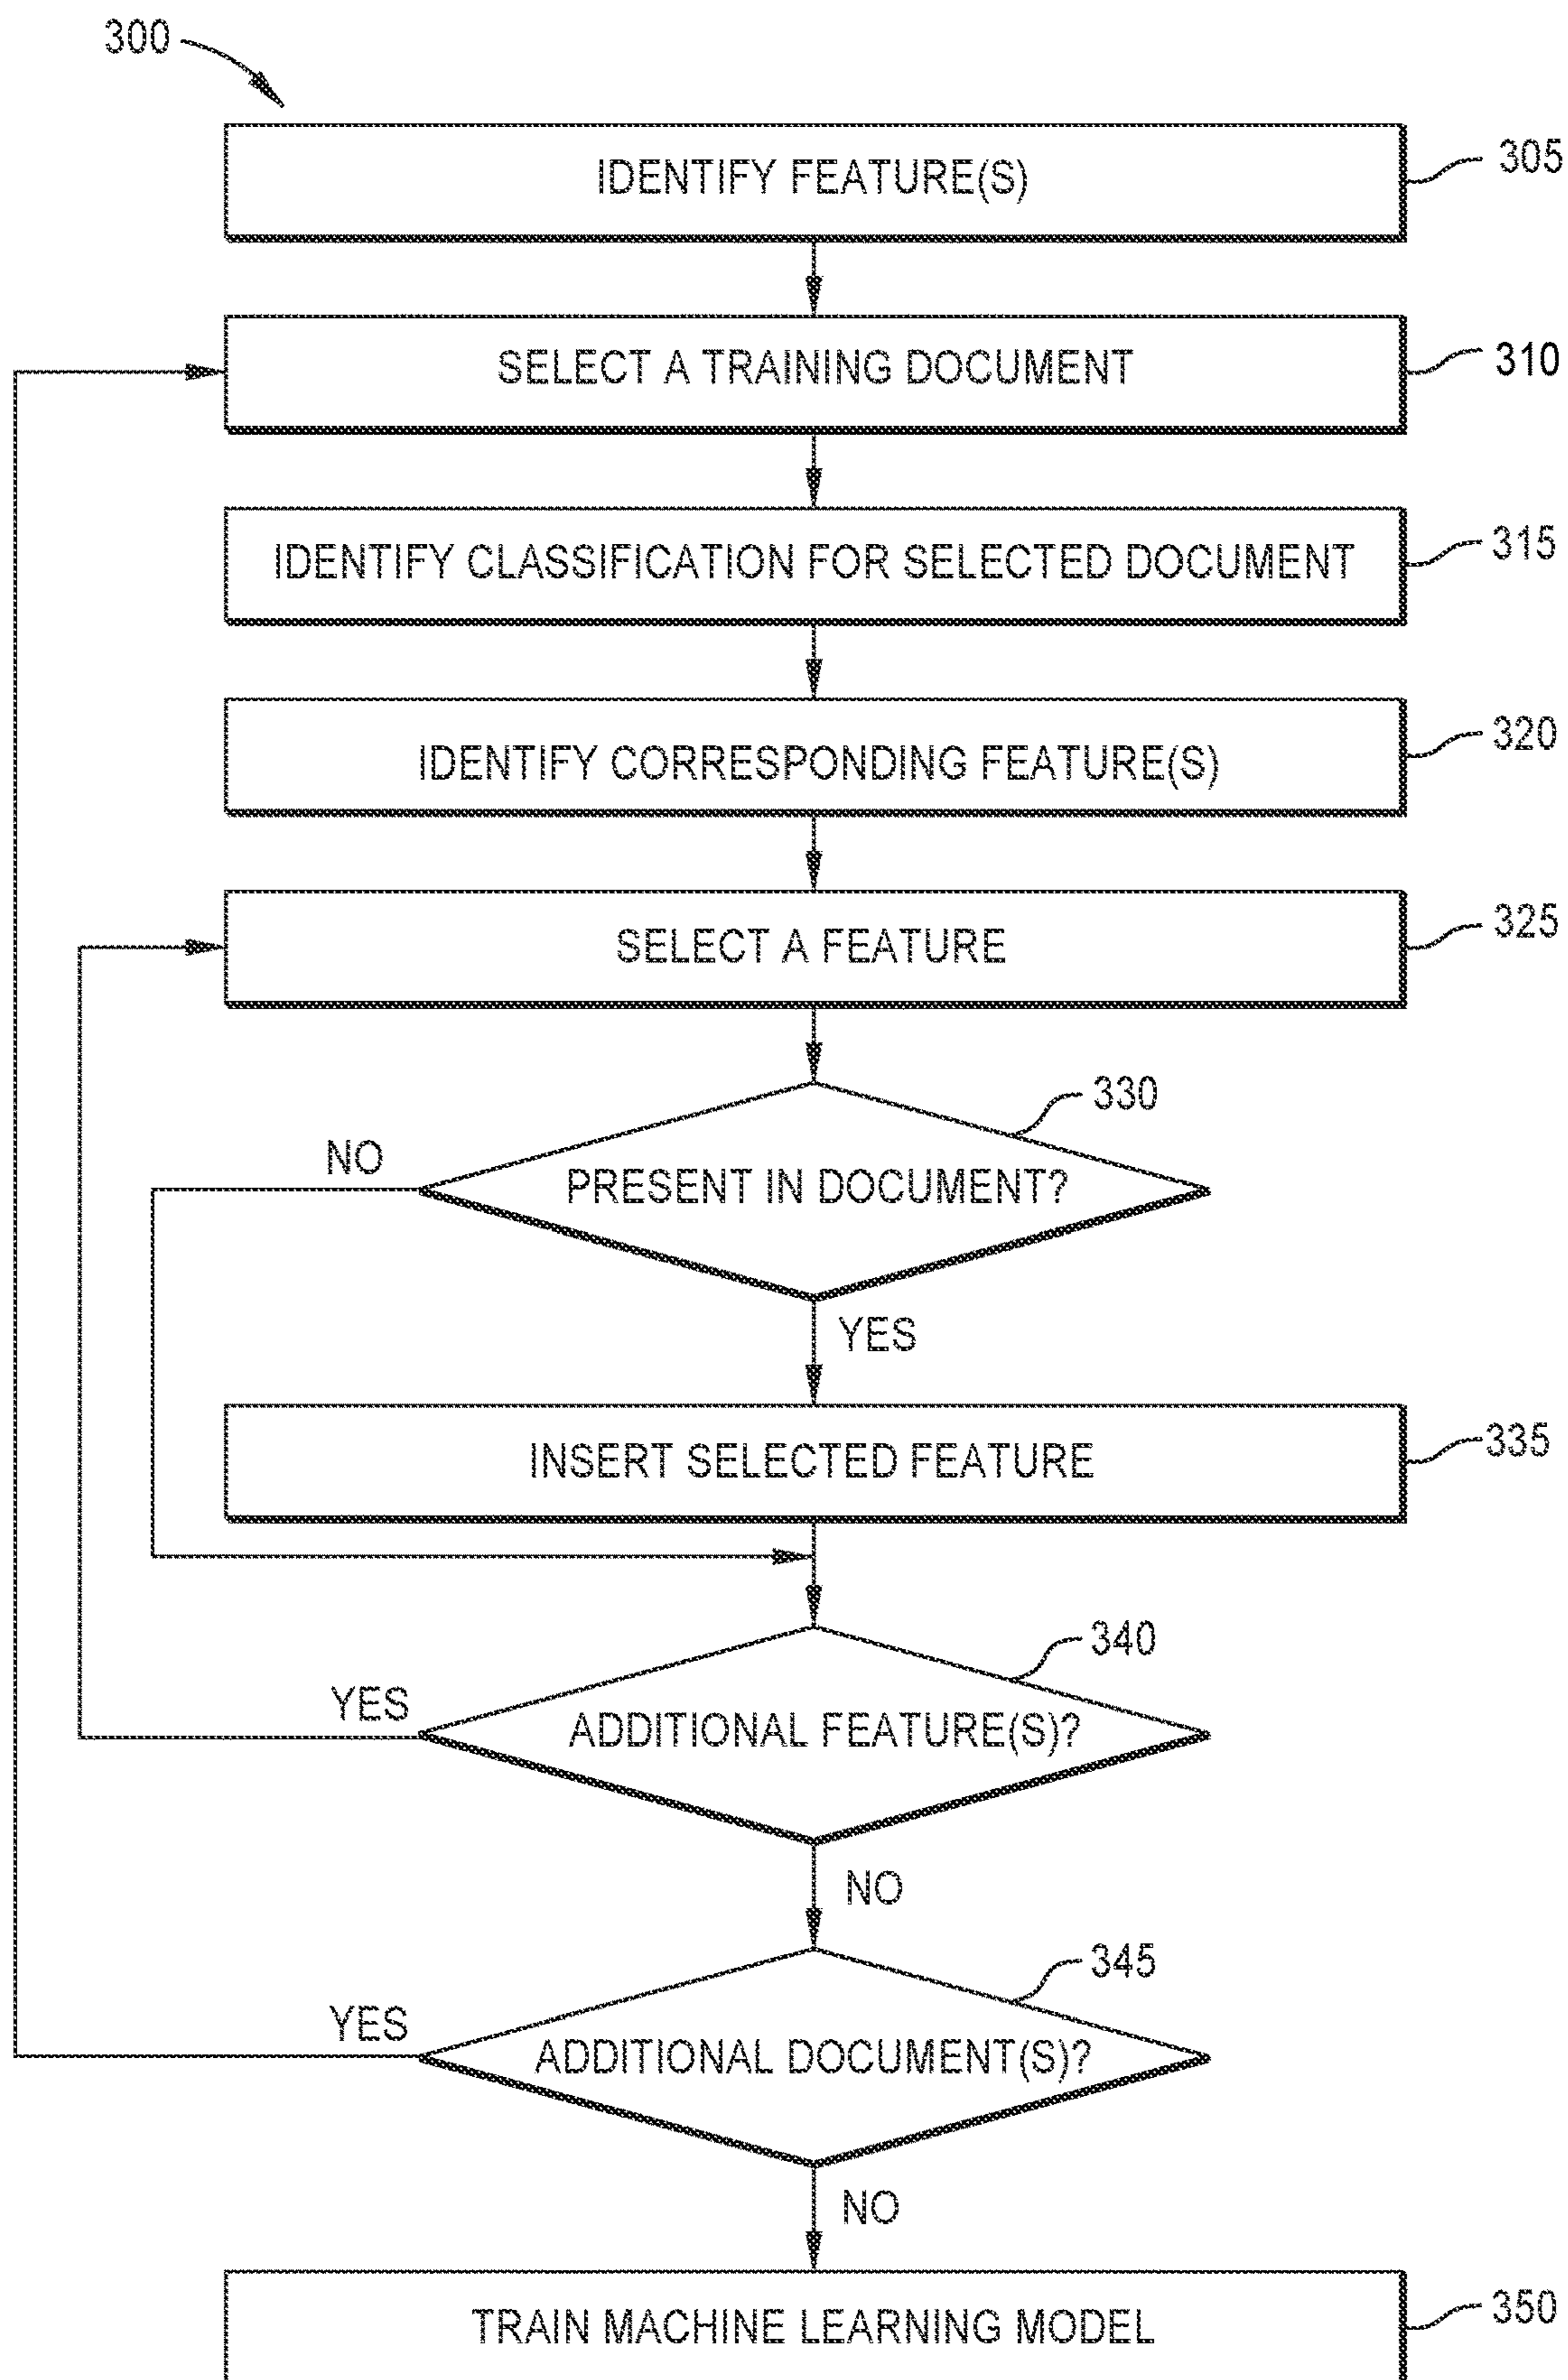 300
IDENTIFY FEATURE(S)
305
SELECT A TRAINING DOCUMENT
310
IDENTIFY CLASSIFICATION FOR SELECTED DOCUMENT
315
IDENTIFY CORRESPONDING FEATURE(S)
320
SELECT A FEATURE
325
330
NO
PRESENT IN DOCUMENT?
YES
INSERT SELECTED FEATURE
335
340
YES
ADDITIONAL FEATURE(S)?
NO
345
YES
ADDITIONAL DOCUMENT(S)?
NO
TRAIN MACHINE LEARNING MODEL
350